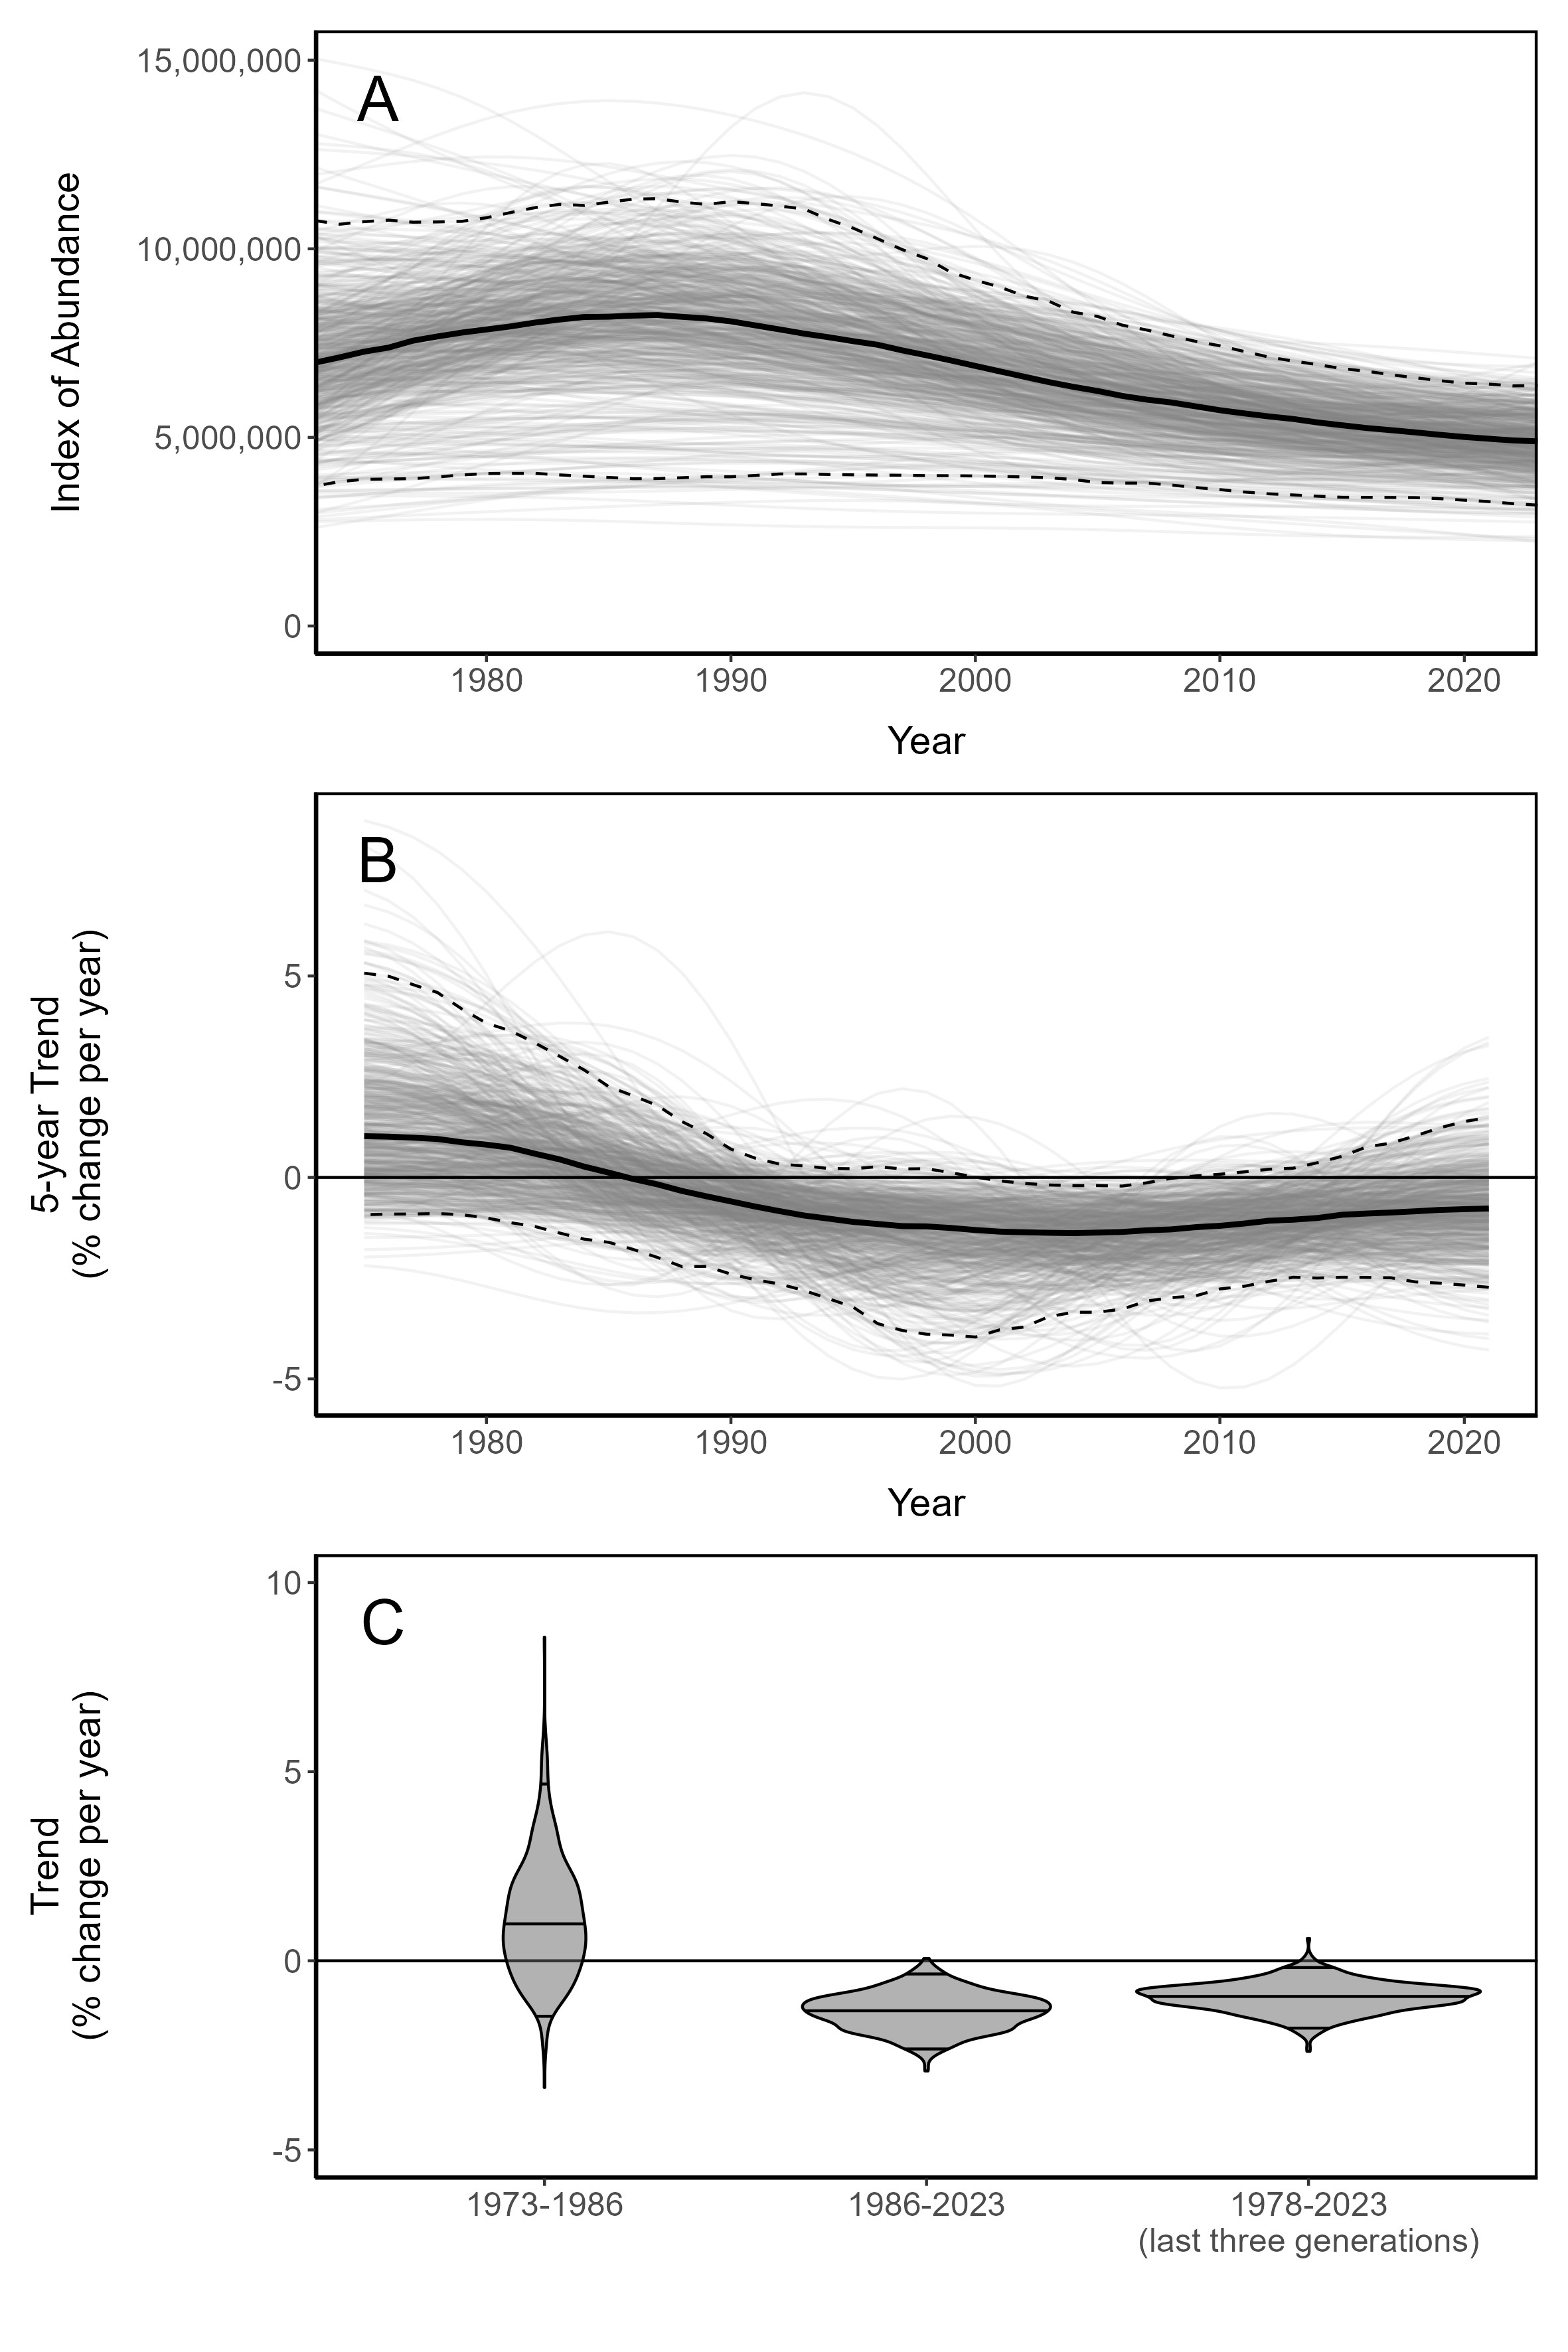 15,000,000
A
10,000,000
5,000,000
0
Index of Abundance
1980 1990 2000 2010 2020
Year
B
5
0
-5
5-year Trend
(% change per year)
1980 1990 2000 2010 2020
Year
10
C
5
0
-5
Trend
(% change per year)
1973-1986 1986-2023 1978-2023
(last three generations)